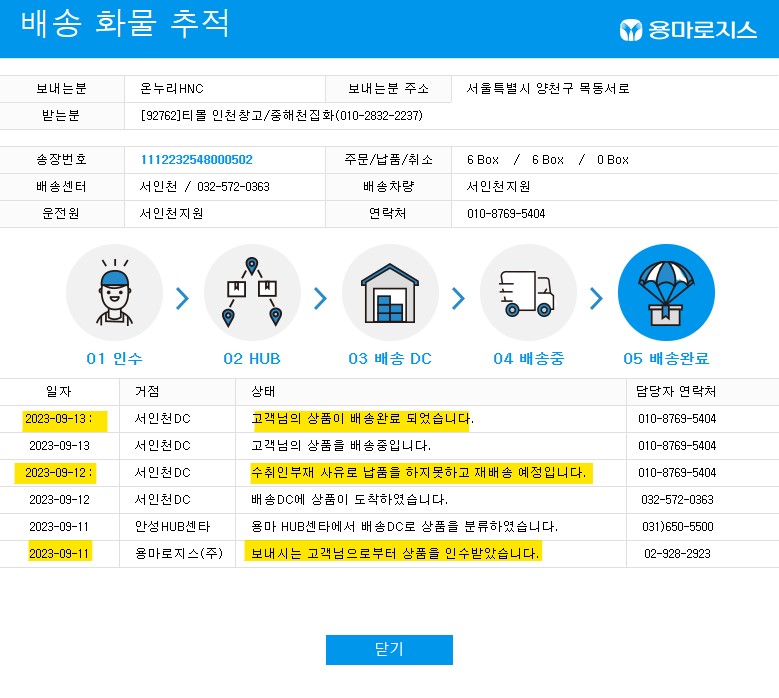 배송 화물 추적
용마로지스
보내는분 온누리HNC 보내는분 주소 서울특별시 양천구 목동서로
받는분 [92762]티몰 인천창고/중해천집화(010-2832-2237)
송장번호 1112232548000502 주문/납품/취소 6 Box / 6 Box / 0 Box
배송센터 서인천 / 032-572-0363 배송차량 서인천지원
운전원 서인천지원 연락처 010-8769-5404
01 인수 02 HUB 03 배송 DC 04 배송중 05 배송완료
일자 거점 상태 담당자 연락처
2023-09-13 : 서인천DC 고객님의 상품이 배송완료 되었습니다. 010-8769-5404
2023-09-13 서인천DC 고객님의 상품을 배송중입니다. 010-8769-5404
2023-09-12 : 서인천DC 수취인부재 사유로 납품을 하지못하고 재배송 예정입니다. 010-8769-5404
2023-09-12 서인천DC 배송DC에 상품이 도착하였습니다. 032-572-0363
2023-09-11 안성HUB센타 용마 HUB센타에서 배송DC로 상품을 분류하였습니다. 031)650-5500
2023-09-11 용마로지스(주) 보내시는 고객님으로부터 상품을 인수받았습니다. 02-928-2923
닫기